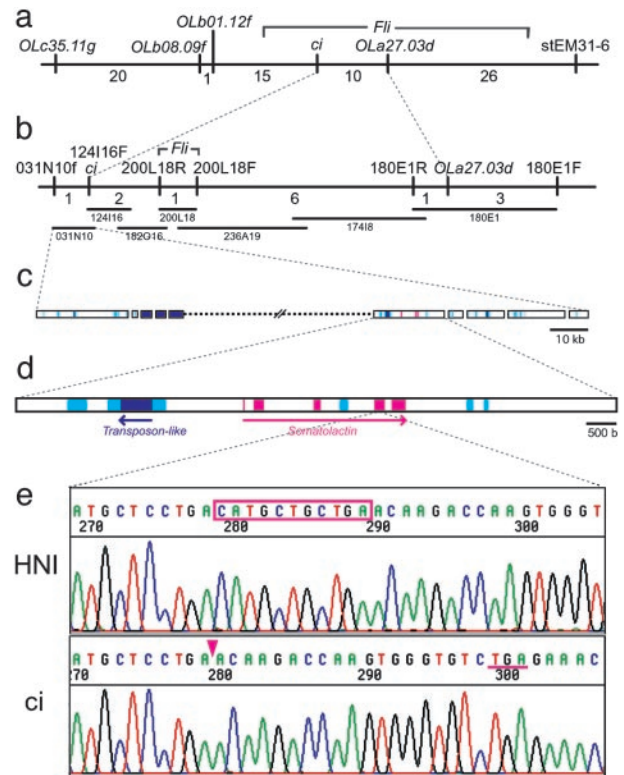 a
OLb01.12f
OLc35.11g OLb08.09f Fli ci OLa27.03d stEM31-6
20 1 15 10 26
b
124I16F Fli
031N10f ci 200L18R 200L18F 180E1R OLa27.03d 180E1F
1 2 1 6 1 3
124I16 200L18 174I8 180E1
031N10 182G16 236A19
c
10 kb
d
Transposon-like Somatolactin 500 b
e
ATGCTCCTGACATGCTGCTGAACAAGACCAAGTGGGT
270 280 290 300
HNI
ATGCTCCTGAACAAGACCAAGTGGGTGTCTGAGAAAC
70 280 290 300
ci